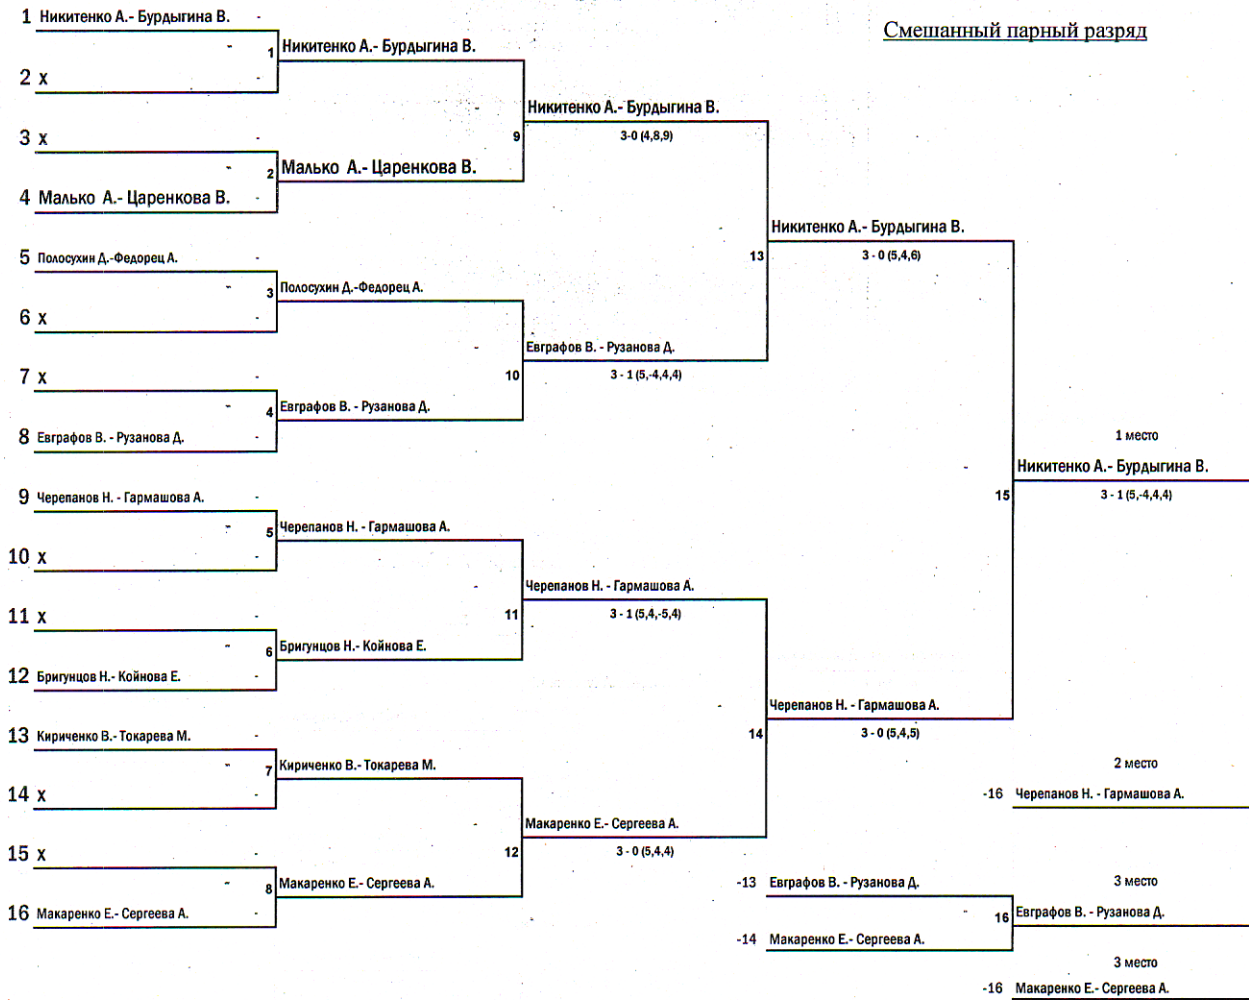 Смешанный парный разряд
1 Никитенко А.- Бурдыгина В.
1 Никитенко А.- Бурдыгина В.
2 X
Никитенко А.- Бурдыгина В.
9 3-0 (4,8,9)
3 X
2 Малько А.- Царенкова В.
4 Малько А.- Царенкова В.
Никитенко А.- Бурдыгина В.
13 3 - 0 (5,4,6)
5 Полосухин Д.-Федорец А.
3 Полосухин Д.-Федорец А.
6 X
Евграфов В. - Рузанова Д.
10 3 - 1 (5,-4,4,4)
7 X
4 Евграфов В. - Рузанова Д.
8 Евграфов В. - Рузанова Д.
1 место
Никитенко А.- Бурдыгина В.
15 3 - 1 (5,-4,4,4)
9 Черепанов Н. - Гармашова А.
5 Черепанов Н. - Гармашова А.
10 X
Черепанов Н. - Гармашова А.
11 3 - 1 (5,4,-5,4)
11 X
6 Бригунцов Н.- Койнова Е.
12 Бригунцов Н.- Койнова Е.
Черепанов Н. - Гармашова А.
14 3 - 0 (5,4,5)
13 Кириченко В.- Токарева М.
7 Кириченко В.- Токарева М.
14 X
2 место
-16 Черепанов Н. - Гармашова А.
Макаренко Е.- Сергеева А.
12 3 - 0 (5,4,4)
15 X
8 Макаренко Е.- Сергеева А.
16 Макаренко Е.- Сергеева А.
-13 Евграфов В. - Рузанова Д.
3 место
16 Евграфов В. - Рузанова Д.
-14 Макаренко Е.- Сергеева А.
3 место
-16 Макаренко Е.- Сергеева А.